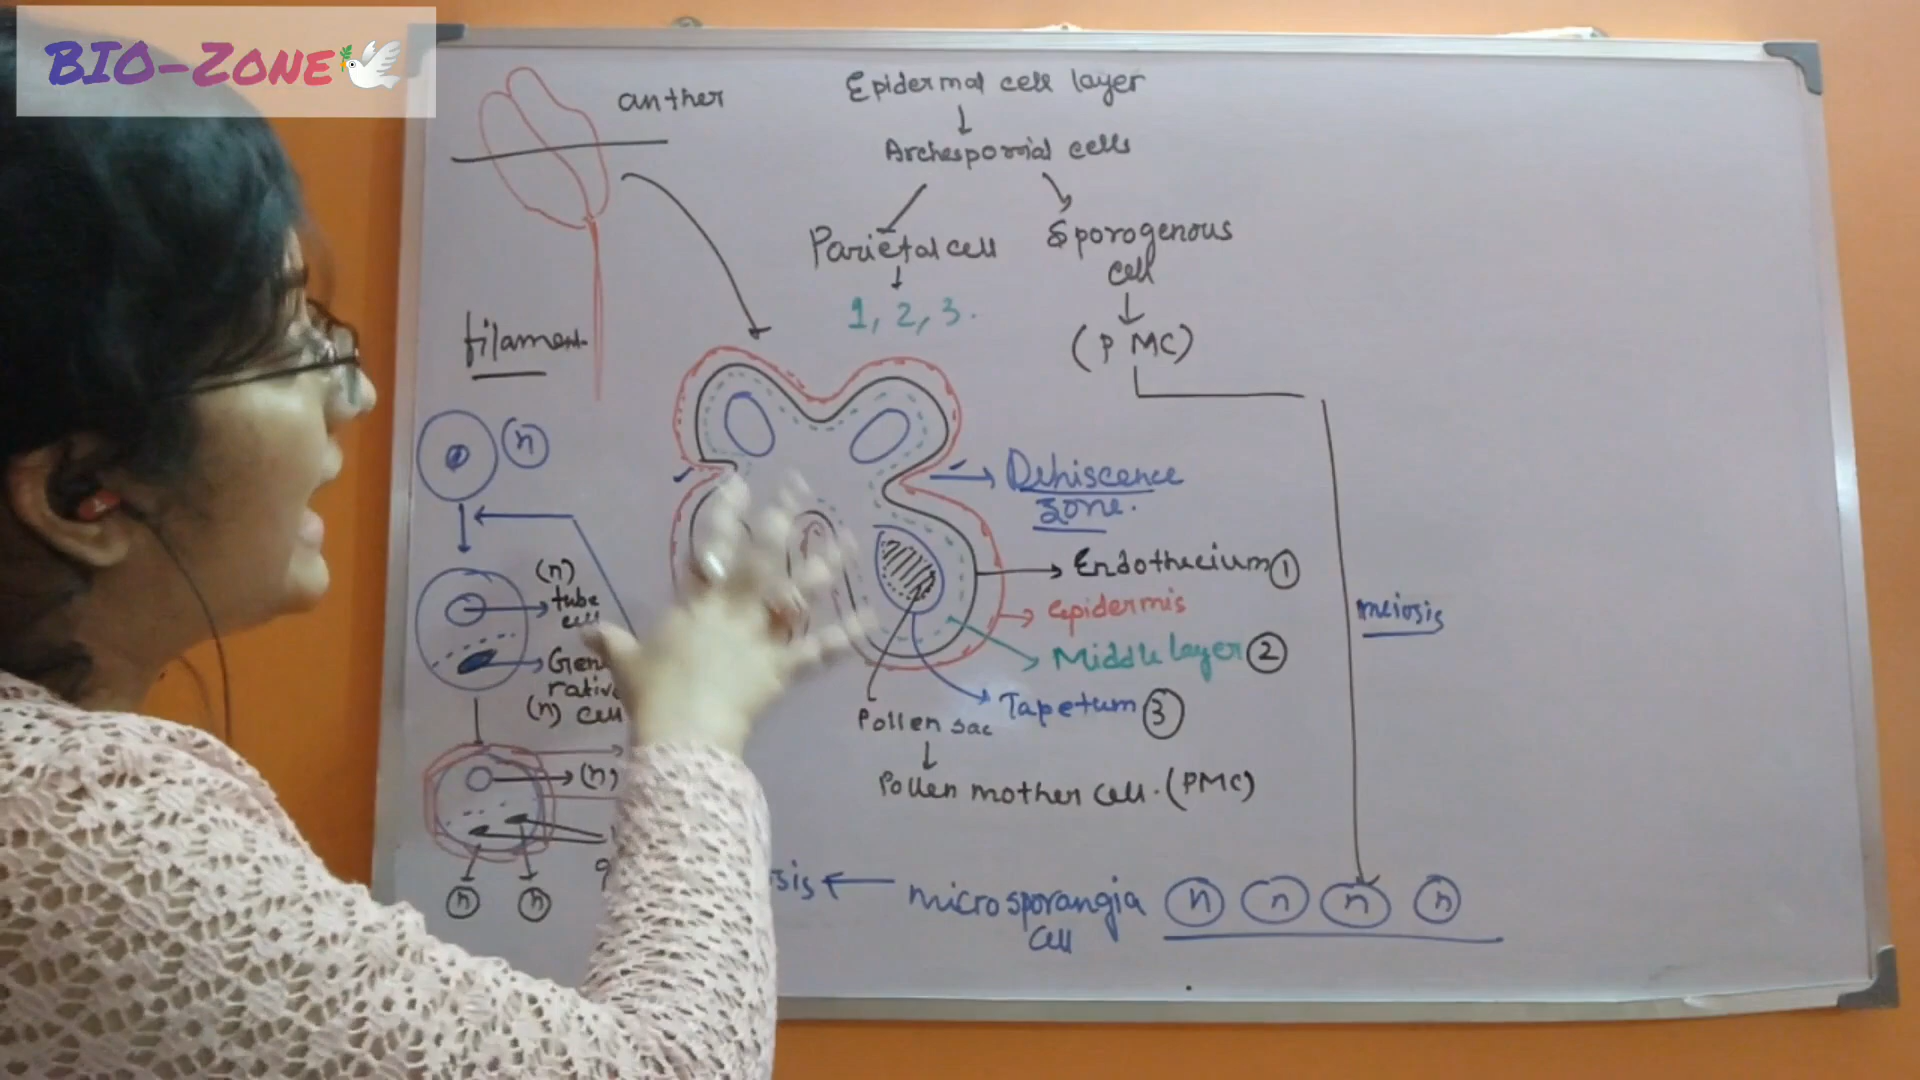 BIO-ZONE
anther
Epidermal cell layer
Archesporial cells
Parietal cell
Sporogenous
cell
1, 2, 3.
(PMC)
filament
n
Dehiscence
zone.
Endothecium 1
epidermis
Middle layer 2
Tapetum 3
meiosis
(n)
tube
cell
Gen
rative
(n) cell
Pollen sac
Pollen mother cell. (PMC)
(n)
n n
sis
microsporangia
cell
n n n n